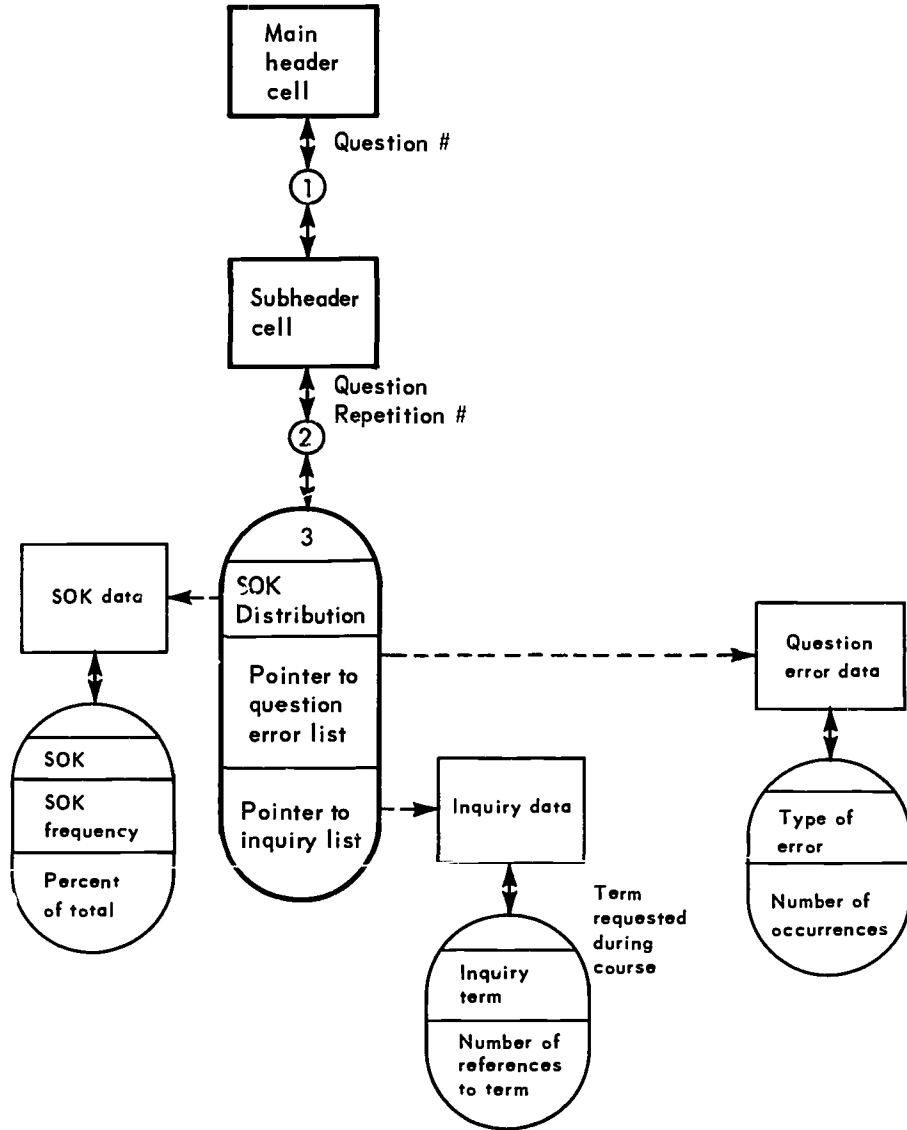 Main
header
cell
Question #
1
Subheader
cell
Question
Repetition #
2
3
SOK
Distribution
Pointer to
question
error list
Pointer to
inquiry list
SOK data
SOK
SOK
frequency
Percent
of total
Inquiry data
Term
requested
during
course
Inquiry
term
Number of
references
to term
Question
error data
Type of
error
Number of
occurrences